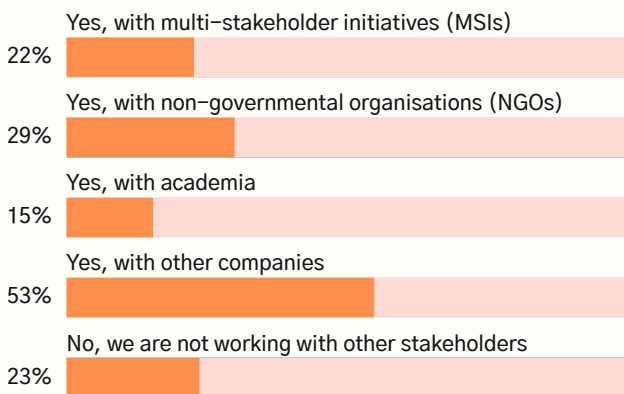 Yes, with multi-stakeholder initiatives (MSIs)
22%
Yes, with non-governmental organisations (NGOs)
29%
Yes, with academia
15%
Yes, with other companies
53%
No, we are not working with other stakeholders
23%